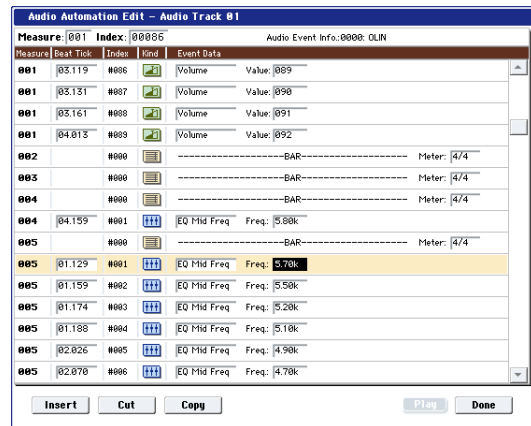 Audio Automation Edit – Audio Track 01
Measure: 001 Index: 00086 Audio Event Info.:0000: OLIN
Measure Beat Tick Index Kind Event Data
001 03.119 #086 Volume Value: 089
001 03.131 #087 Volume Value: 090
001 03.161 #088 Volume Value: 091
001 04.013 #089 Volume Value: 092
002 #000 ----------------------BAR---------------------- Meter: 4/4
003 #000 ----------------------BAR---------------------- Meter: 4/4
004 #000 ----------------------BAR---------------------- Meter: 4/4
004 04.159 #001 EQ Mid Freq Freq.: 5.80k
005 #000 ----------------------BAR---------------------- Meter: 4/4
005 01.129 #001 EQ Mid Freq Freq.: 5.70k
005 01.159 #002 EQ Mid Freq Freq.: 5.50k
005 01.174 #003 EQ Mid Freq Freq.: 5.20k
005 01.188 #004 EQ Mid Freq Freq.: 5.10k
005 02.026 #005 EQ Mid Freq Freq.: 4.90k
005 02.070 #006 EQ Mid Freq Freq.: 4.70k
Insert Cut Copy Play Done